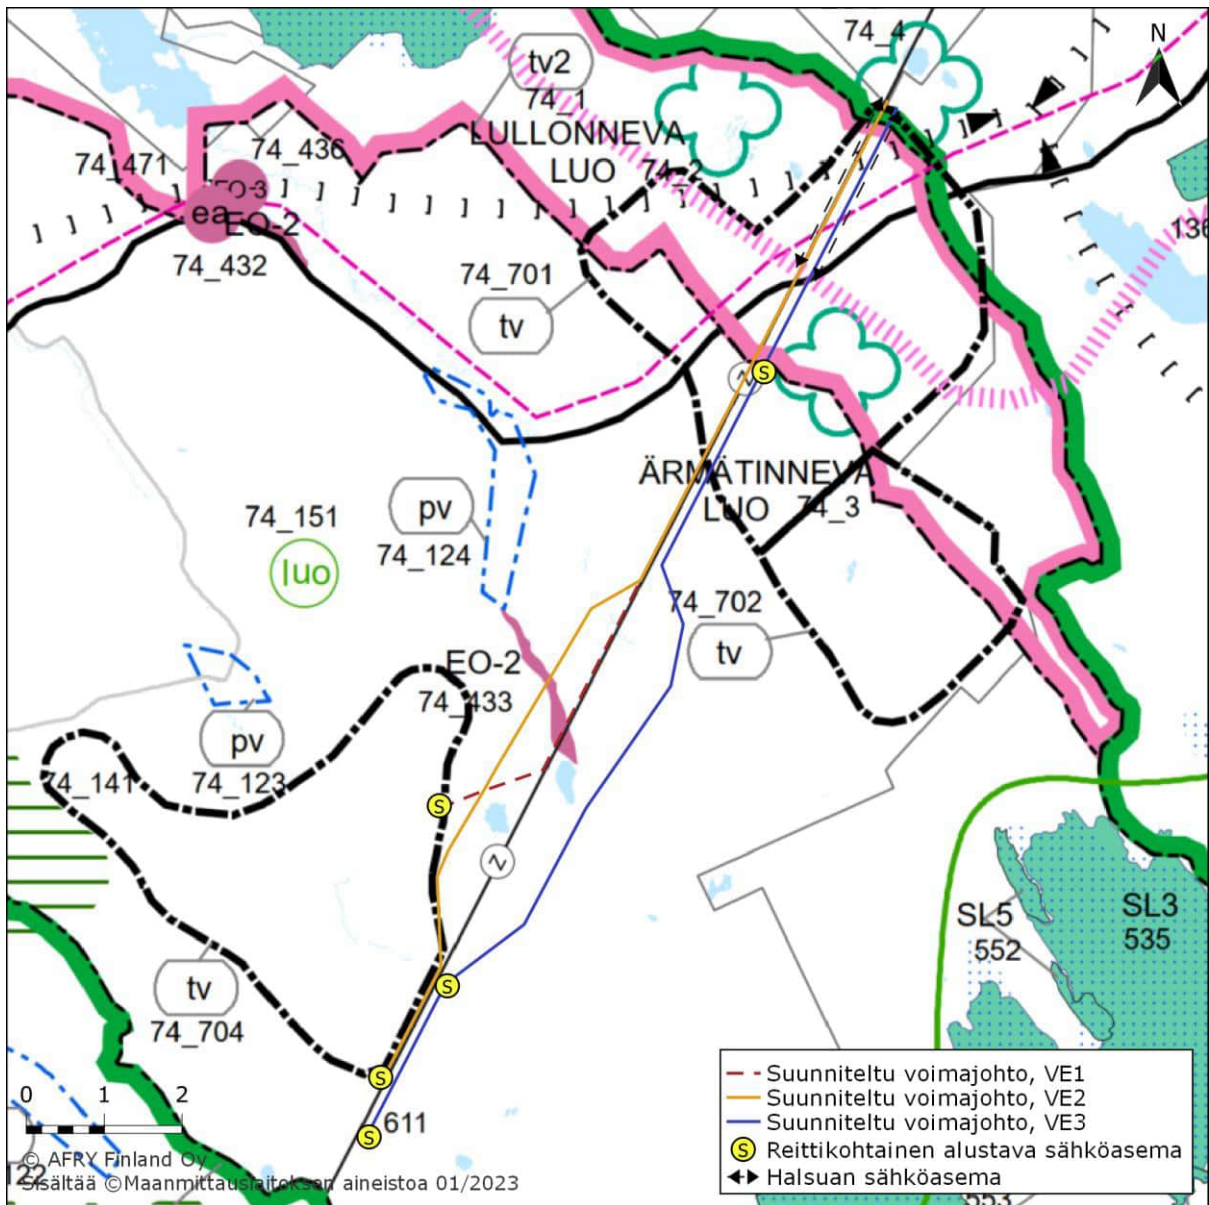 74_4
N
tv2
74_1
LULLONNEVA
LUO
74_2
74_471
74_436
EO-3
ea
EO-2
74_432
136
74_701
tv
Z
S
ÄRMÄTINNEVA
LUO
74_3
pv
74_151
74_124
luo
74_702
tv
EO-2
74_433
pv
74_123
74_141
S
Z
SL5
552
SL3
535
S
tv
74_704
S
611
S
0 1 2
122
© AFRY Finland Oy
Sisältää ©Maanmittauslaitoksen aineistoa 01/2023
Suunniteltu voimajohto, VE1
Suunniteltu voimajohto, VE2
Suunniteltu voimajohto, VE3
S Reittikohtainen alustava sähköasema
Halsuan sähköasema
553